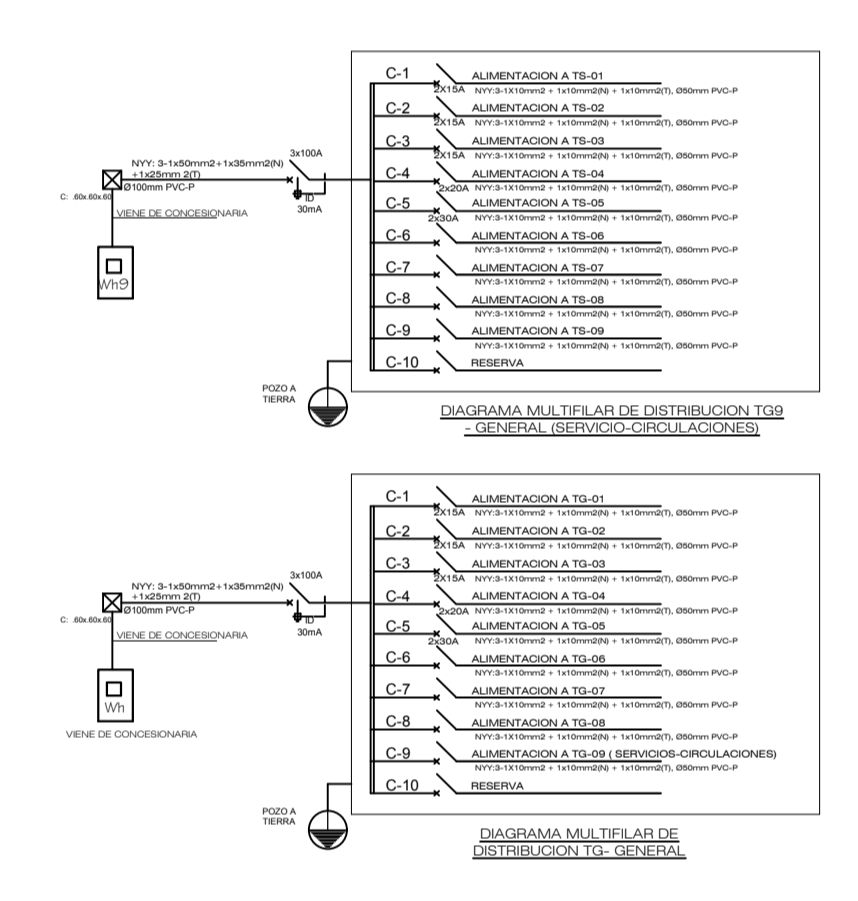 C-1 ALIMENTACION A TS-01
2X15A NYY:3-1X10mm2 + 1x10mm2(N) + 1x10mm2(T), Ø50mm PVC-P
C-2 ALIMENTACION A TS-02
2X15A NYY:3-1X10mm2 + 1x10mm2(N) + 1x10mm2(T), Ø50mm PVC-P
C-3 ALIMENTACION A TS-03
2X15A NYY:3-1X10mm2 + 1x10mm2(N) + 1x10mm2(T), Ø50mm PVC-P
C-4 ALIMENTACION A TS-04
2x20A NYY:3-1X10mm2 + 1x10mm2(N) + 1x10mm2(T), Ø50mm PVC-P
C-5 ALIMENTACION A TS-05
2x30A NYY:3-1X10mm2 + 1x10mm2(N) + 1x10mm2(T), Ø50mm PVC-P
C-6 ALIMENTACION A TS-06
NYY:3-1X10mm2 + 1x10mm2(N) + 1x10mm2(T), Ø50mm PVC-P
C-7 ALIMENTACION A TS-07
NYY:3-1X10mm2 + 1x10mm2(N) + 1x10mm2(T), Ø50mm PVC-P
C-8 ALIMENTACION A TS-08
NYY:3-1X10mm2 + 1x10mm2(N) + 1x10mm2(T), Ø50mm PVC-P
C-9 ALIMENTACION A TS-09
NYY:3-1X10mm2 + 1x10mm2(N) + 1x10mm2(T), Ø50mm PVC-P
C-10 RESERVA
3x100A
NYY: 3-1x50mm2+1x35mm2(N)
+1x25mm 2(T)
Ø100mm PVC-P
C: .60x.60x.60
ID
30mA
VIENE DE CONCESIONARIA
Wh9
POZO A
TIERRA
DIAGRAMA MULTIFILAR DE DISTRIBUCION TG9
- GENERAL (SERVICIO-CIRCULACIONES)
C-1 ALIMENTACION A TG-01
2X15A NYY:3-1X10mm2 + 1x10mm2(N) + 1x10mm2(T), Ø50mm PVC-P
C-2 ALIMENTACION A TG-02
2X15A NYY:3-1X10mm2 + 1x10mm2(N) + 1x10mm2(T), Ø50mm PVC-P
C-3 ALIMENTACION A TG-03
2X15A NYY:3-1X10mm2 + 1x10mm2(N) + 1x10mm2(T), Ø50mm PVC-P
C-4 ALIMENTACION A TG-04
2x20A NYY:3-1X10mm2 + 1x10mm2(N) + 1x10mm2(T), Ø50mm PVC-P
C-5 ALIMENTACION A TG-05
2x30A NYY:3-1X10mm2 + 1x10mm2(N) + 1x10mm2(T), Ø50mm PVC-P
C-6 ALIMENTACION A TG-06
NYY:3-1X10mm2 + 1x10mm2(N) + 1x10mm2(T), Ø50mm PVC-P
C-7 ALIMENTACION A TG-07
NYY:3-1X10mm2 + 1x10mm2(N) + 1x10mm2(T), Ø50mm PVC-P
C-8 ALIMENTACION A TG-08
NYY:3-1X10mm2 + 1x10mm2(N) + 1x10mm2(T), Ø50mm PVC-P
C-9 ALIMENTACION A TG-09 ( SERVICIOS-CIRCULACIONES)
NYY:3-1X10mm2 + 1x10mm2(N) + 1x10mm2(T), Ø50mm PVC-P
C-10 RESERVA
3x100A
NYY: 3-1x50mm2+1x35mm2(N)
+1x25mm 2(T)
Ø100mm PVC-P
C: .60x.60x.60
ID
30mA
VIENE DE CONCESIONARIA
Wh
VIENE DE CONCESIONARIA
POZO A
TIERRA
DIAGRAMA MULTIFILAR DE
DISTRIBUCION TG- GENERAL